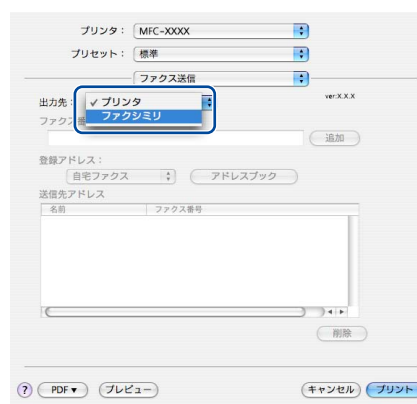 プリンタ： MFC-XXXX
プリセット： 標準
ファクス送信
出力先： ✓ プリンタ ver:X.X.X
ファクシミリ
ファクス
追加
登録アドレス：
自宅ファクス アドレスブック
送信先アドレス
名前 ファクス番号
削除
? PDF▼ プレビュー キャンセル プリント